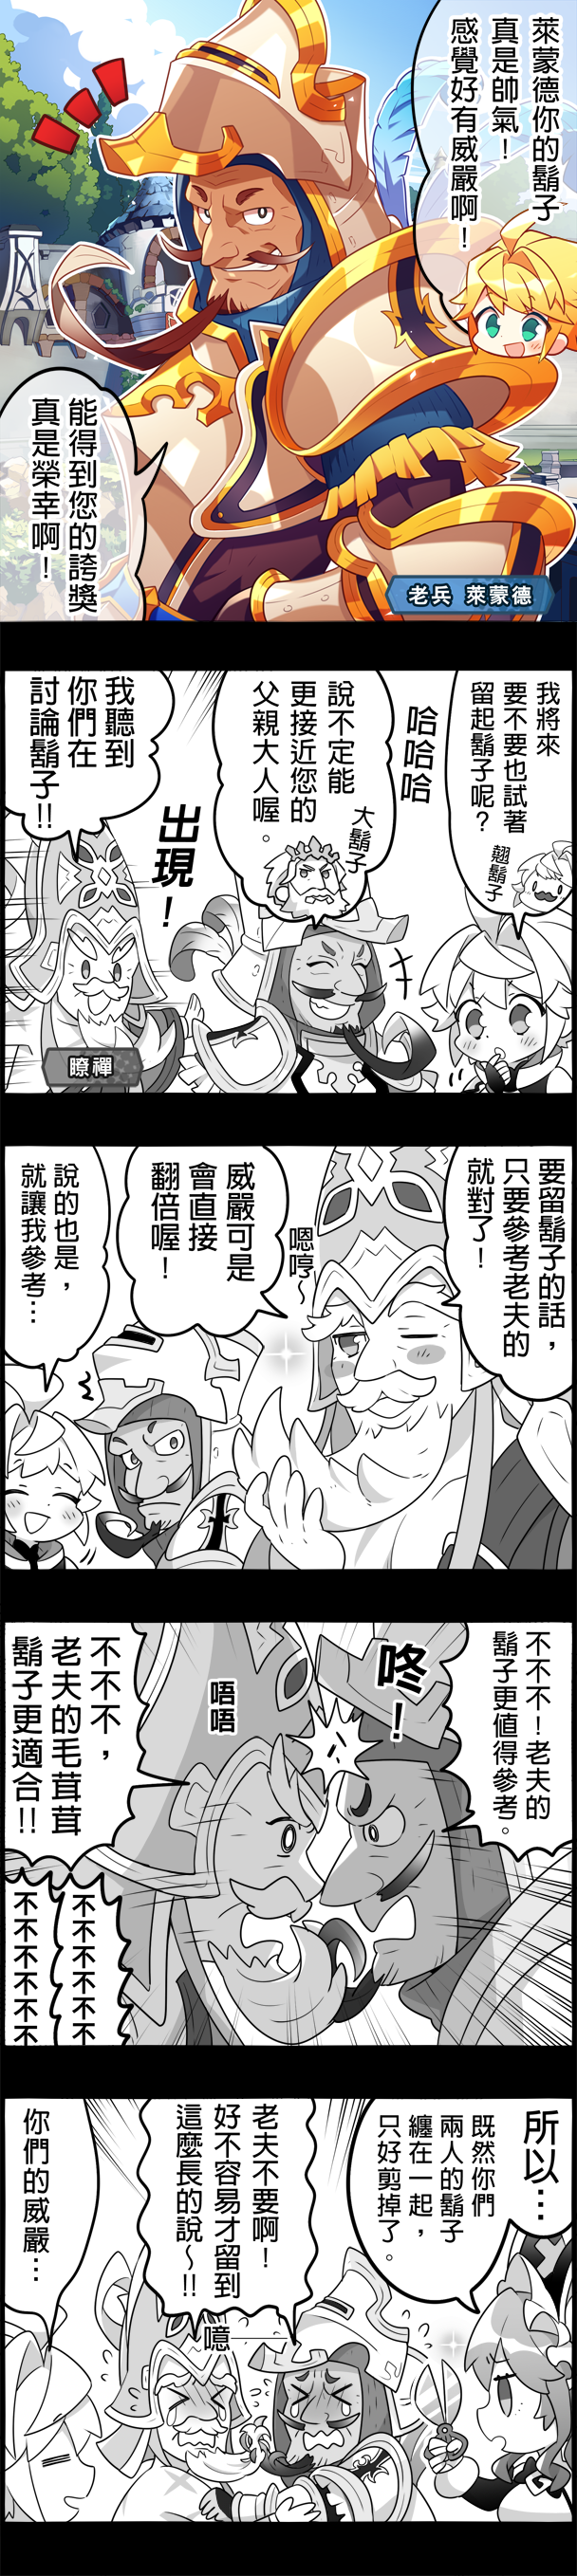 萊蒙德你的鬍子
真是帥氣！
感覺好有威嚴啊！
能得到您的誇獎
真是榮幸啊！
老兵 萊蒙德
我將來
要不要也試著
留起鬍子呢？
翹鬍子
哈哈哈
說不定能
更接近您的
父親大人喔。
大鬍子
出現！
我聽到
你們在
討論鬍子!!
瞭禪
要留鬍子的話，
只要參考老夫的
就對了！
嗯哼～
威嚴可是
會直接
翻倍喔！
說的也是，
就讓我參考…
不不不！老夫的
鬍子更值得參考。
咚！
唔唔
不不不，
老夫的毛茸茸
鬍子更適合!!
不不不不不不
不不不不不不
所以…
既然你們
兩人的鬍子
纏在一起，
只好剪掉了。
老夫不要啊！
好不容易才留到
這麼長的說～!!
噫——
你們的威嚴…